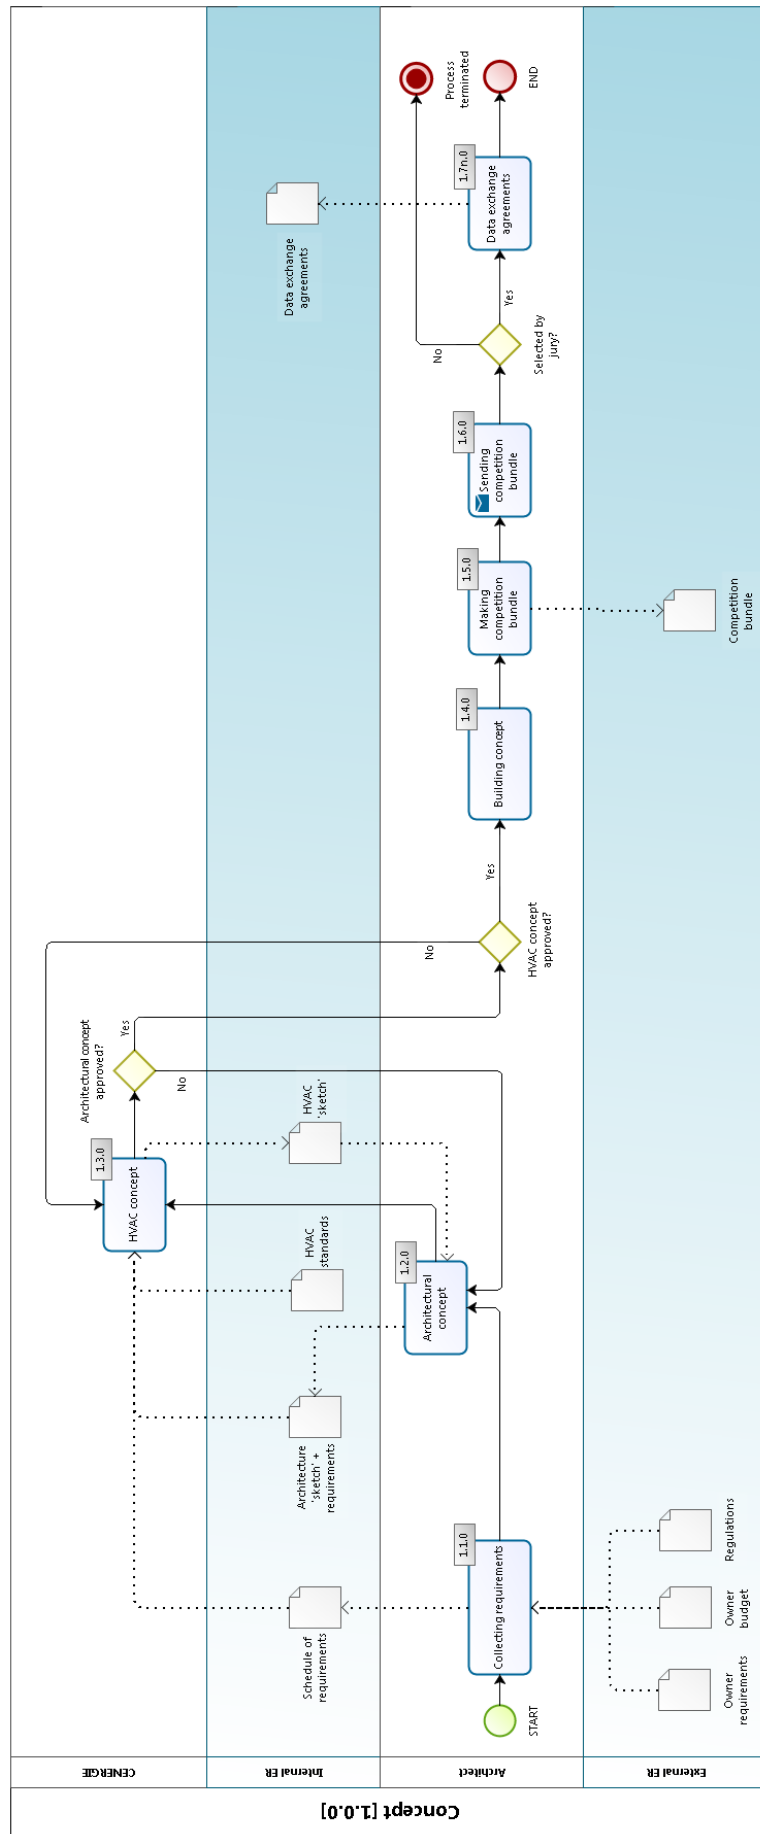 Concept [1.0.0]
CENERGIE
Internal ER
Architect
External ER
START
1.1.0
Collecting requirements
Owner
requirements
Owner
budget
Regulations
Schedule of
requirements
Architecture
'sketch' +
requirements
HVAC
standards
HVAC
'sketch'
1.2.0
Architectural
concept
1.3.0
HVAC concept
Architectural concept
approved?
Yes
No
HVAC concept
approved?
No
Yes
1.4.0
Building concept
1.5.0
Making
competition
bundle
Competition
bundle
1.6.0
Sending
competition
bundle
Selected by
jury?
No
Yes
1.7n.0
Data exchange
agreements
Data exchange
agreements
Process
terminated
END